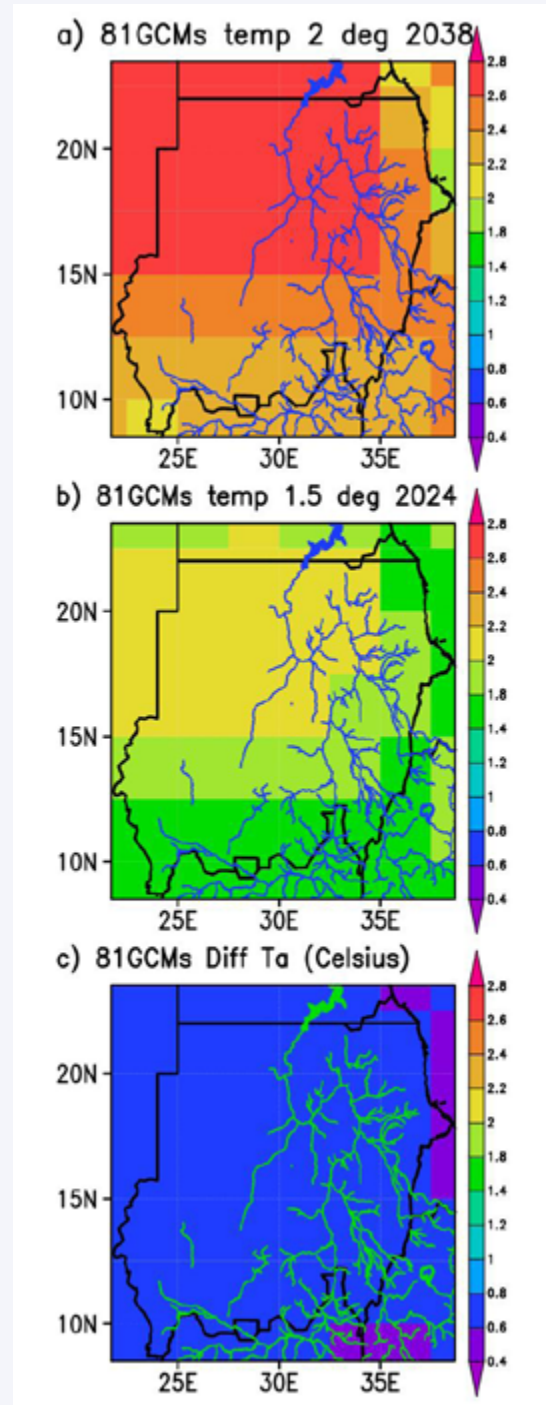 a) 81GCMs temp 2 deg 2038
20N
15N
10N
25E 30E 35E
2.8
2.6
2.4
2.2
2
1.8
1.4
1.2
1
0.8
0.6
0.4
b) 81GCMs temp 1.5 deg 2024
20N
15N
10N
25E 30E 35E
2.8
2.6
2.4
2.2
2
1.8
1.4
1.2
1
0.8
0.6
0.4
c) 81GCMs Diff Ta (Celsius)
20N
15N
10N
25E 30E 35E
2.8
2.6
2.4
2.2
2
1.8
1.4
1.2
1
0.8
0.6
0.4